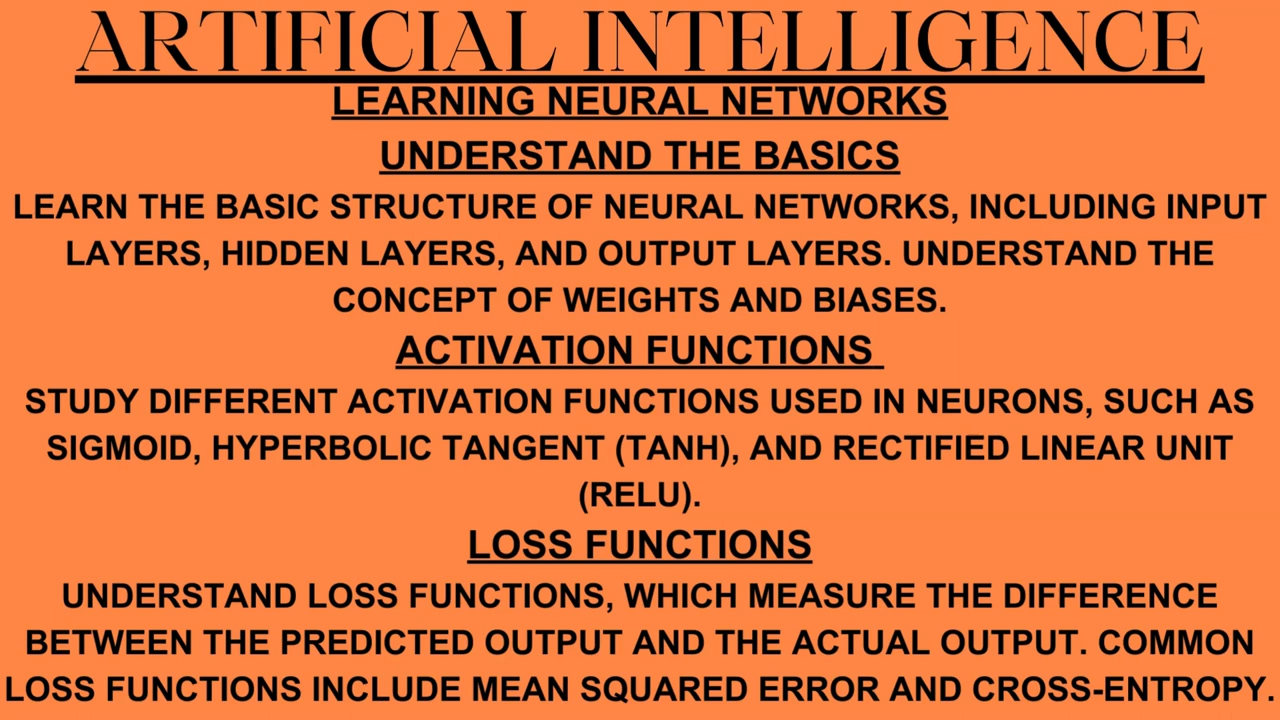 ARTIFICIAL INTELLIGENCE
LEARNING NEURAL NETWORKS
UNDERSTAND THE BASICS
LEARN THE BASIC STRUCTURE OF NEURAL NETWORKS, INCLUDING INPUT
LAYERS, HIDDEN LAYERS, AND OUTPUT LAYERS. UNDERSTAND THE
CONCEPT OF WEIGHTS AND BIASES.
ACTIVATION FUNCTIONS
STUDY DIFFERENT ACTIVATION FUNCTIONS USED IN NEURONS, SUCH AS
SIGMOID, HYPERBOLIC TANGENT (TANH), AND RECTIFIED LINEAR UNIT
(RELU).
LOSS FUNCTIONS
UNDERSTAND LOSS FUNCTIONS, WHICH MEASURE THE DIFFERENCE
BETWEEN THE PREDICTED OUTPUT AND THE ACTUAL OUTPUT. COMMON
LOSS FUNCTIONS INCLUDE MEAN SQUARED ERROR AND CROSS-ENTROPY.